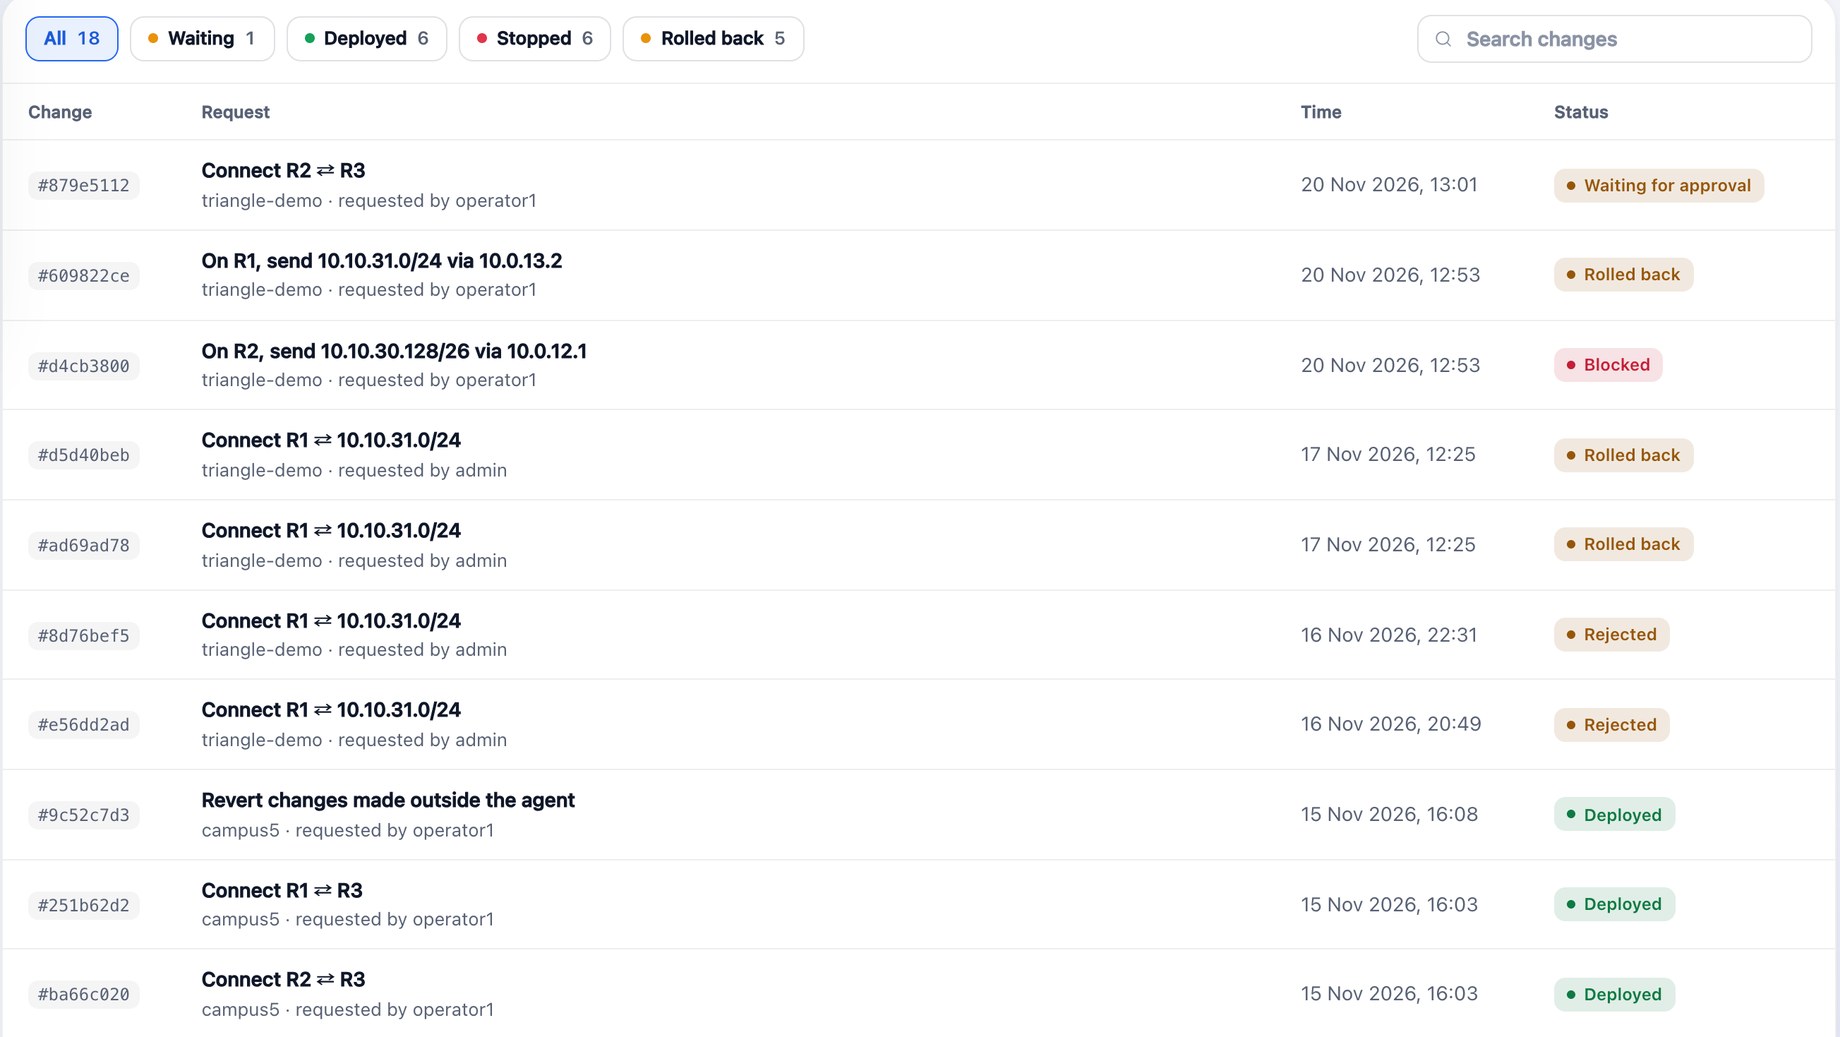 All 18 Waiting 1 Deployed 6 Stopped 6 Rolled back 5 Search changes
Change Request Time Status
#879e5112 Connect R2 ⇄ R3 20 Nov 2026, 13:01 Waiting for approval
triangle-demo · requested by operator1
#609822ce On R1, send 10.10.31.0/24 via 10.0.13.2 20 Nov 2026, 12:53 Rolled back
triangle-demo · requested by operator1
#d4cb3800 On R2, send 10.10.30.128/26 via 10.0.12.1 20 Nov 2026, 12:53 Blocked
triangle-demo · requested by operator1
#d5d40beb Connect R1 ⇄ 10.10.31.0/24 17 Nov 2026, 12:25 Rolled back
triangle-demo · requested by admin
#ad69ad78 Connect R1 ⇄ 10.10.31.0/24 17 Nov 2026, 12:25 Rolled back
triangle-demo · requested by admin
#8d76bef5 Connect R1 ⇄ 10.10.31.0/24 16 Nov 2026, 22:31 Rejected
triangle-demo · requested by admin
#e56dd2ad Connect R1 ⇄ 10.10.31.0/24 16 Nov 2026, 20:49 Rejected
triangle-demo · requested by admin
#9c52c7d3 Revert changes made outside the agent 15 Nov 2026, 16:08 Deployed
campus5 · requested by operator1
#251b62d2 Connect R1 ⇄ R3 15 Nov 2026, 16:03 Deployed
campus5 · requested by operator1
#ba66c020 Connect R2 ⇄ R3 15 Nov 2026, 16:03 Deployed
campus5 · requested by operator1